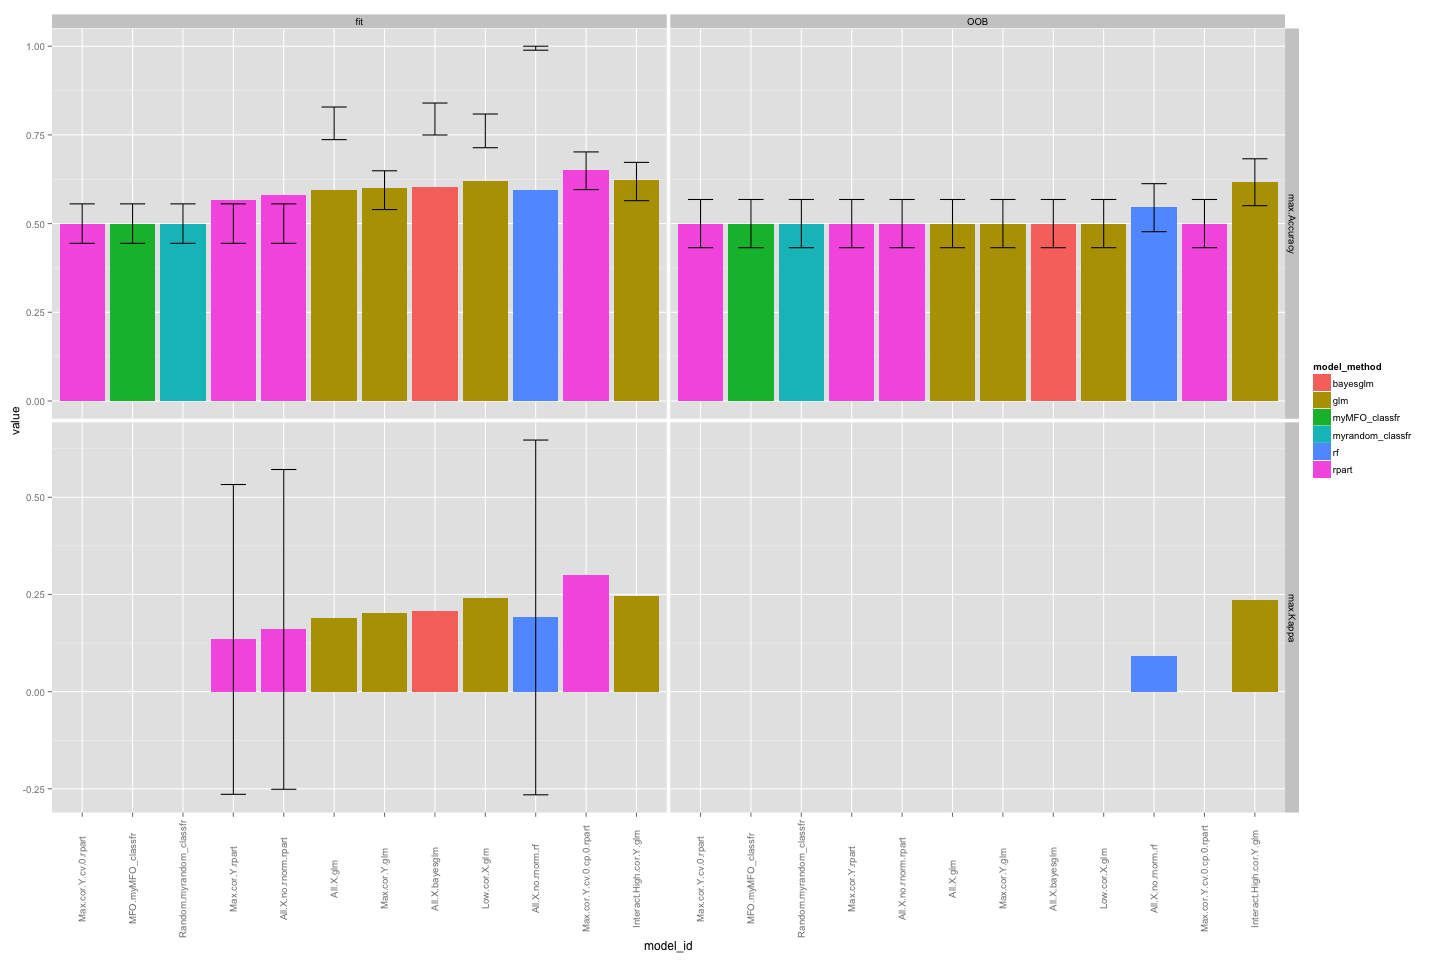 fit
OOB
1.00
0.75
0.50
0.25
0.00
max.Accuracy
value
0.50
0.25
0.00
-0.25
max.Kappa
Max.cor.Y.cv.0.rpart
MFO.myMFO_classfr
Random.myrandom_classfr
Max.cor.Y.rpart
All.X.no.rnorm.rpart
All.X.glm
Max.cor.Y.glm
All.X.bayesglm
Low.cor.X.glm
All.X.no.rnorm.rf
Max.cor.Y.cv.0.cp.0.rpart
Interact.High.cor.Y.glm
Max.cor.Y.cv.0.rpart
MFO.myMFO_classfr
Random.myrandom_classfr
Max.cor.Y.rpart
All.X.no.rnorm.rpart
All.X.glm
Max.cor.Y.glm
All.X.bayesglm
Low.cor.X.glm
All.X.no.rnorm.rf
Max.cor.Y.cv.0.cp.0.rpart
Interact.High.cor.Y.glm
model_id
model_method
bayesglm
glm
myMFO_classfr
myrandom_classfr
rf
rpart